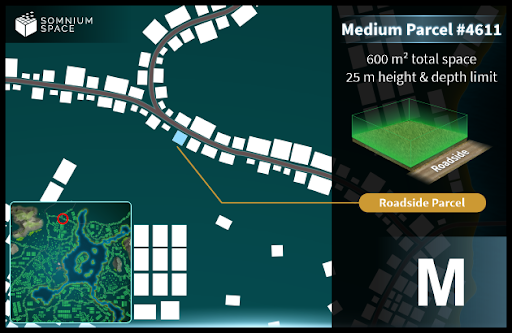 SOMNIUM
SPACE
Medium Parcel #4611
600 m² total space
25 m height & depth limit
Roadside
Roadside Parcel
M